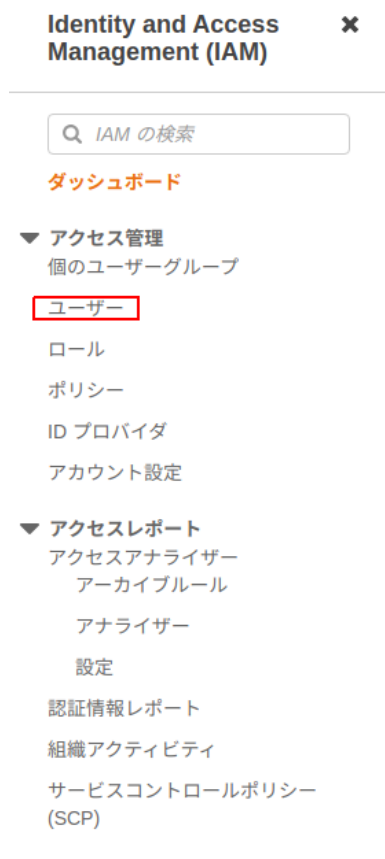 Identity and Access
Management (IAM)
IAM の検索
ダッシュボード
アクセス管理
個のユーザーグループ
ユーザー
ロール
ポリシー
ID プロバイダ
アカウント設定
アクセスレポート
アクセスアナライザー
アーカイブルール
アナライザー
設定
認証情報レポート
組織アクティビティ
サービスコントロールポリシー
(SCP)